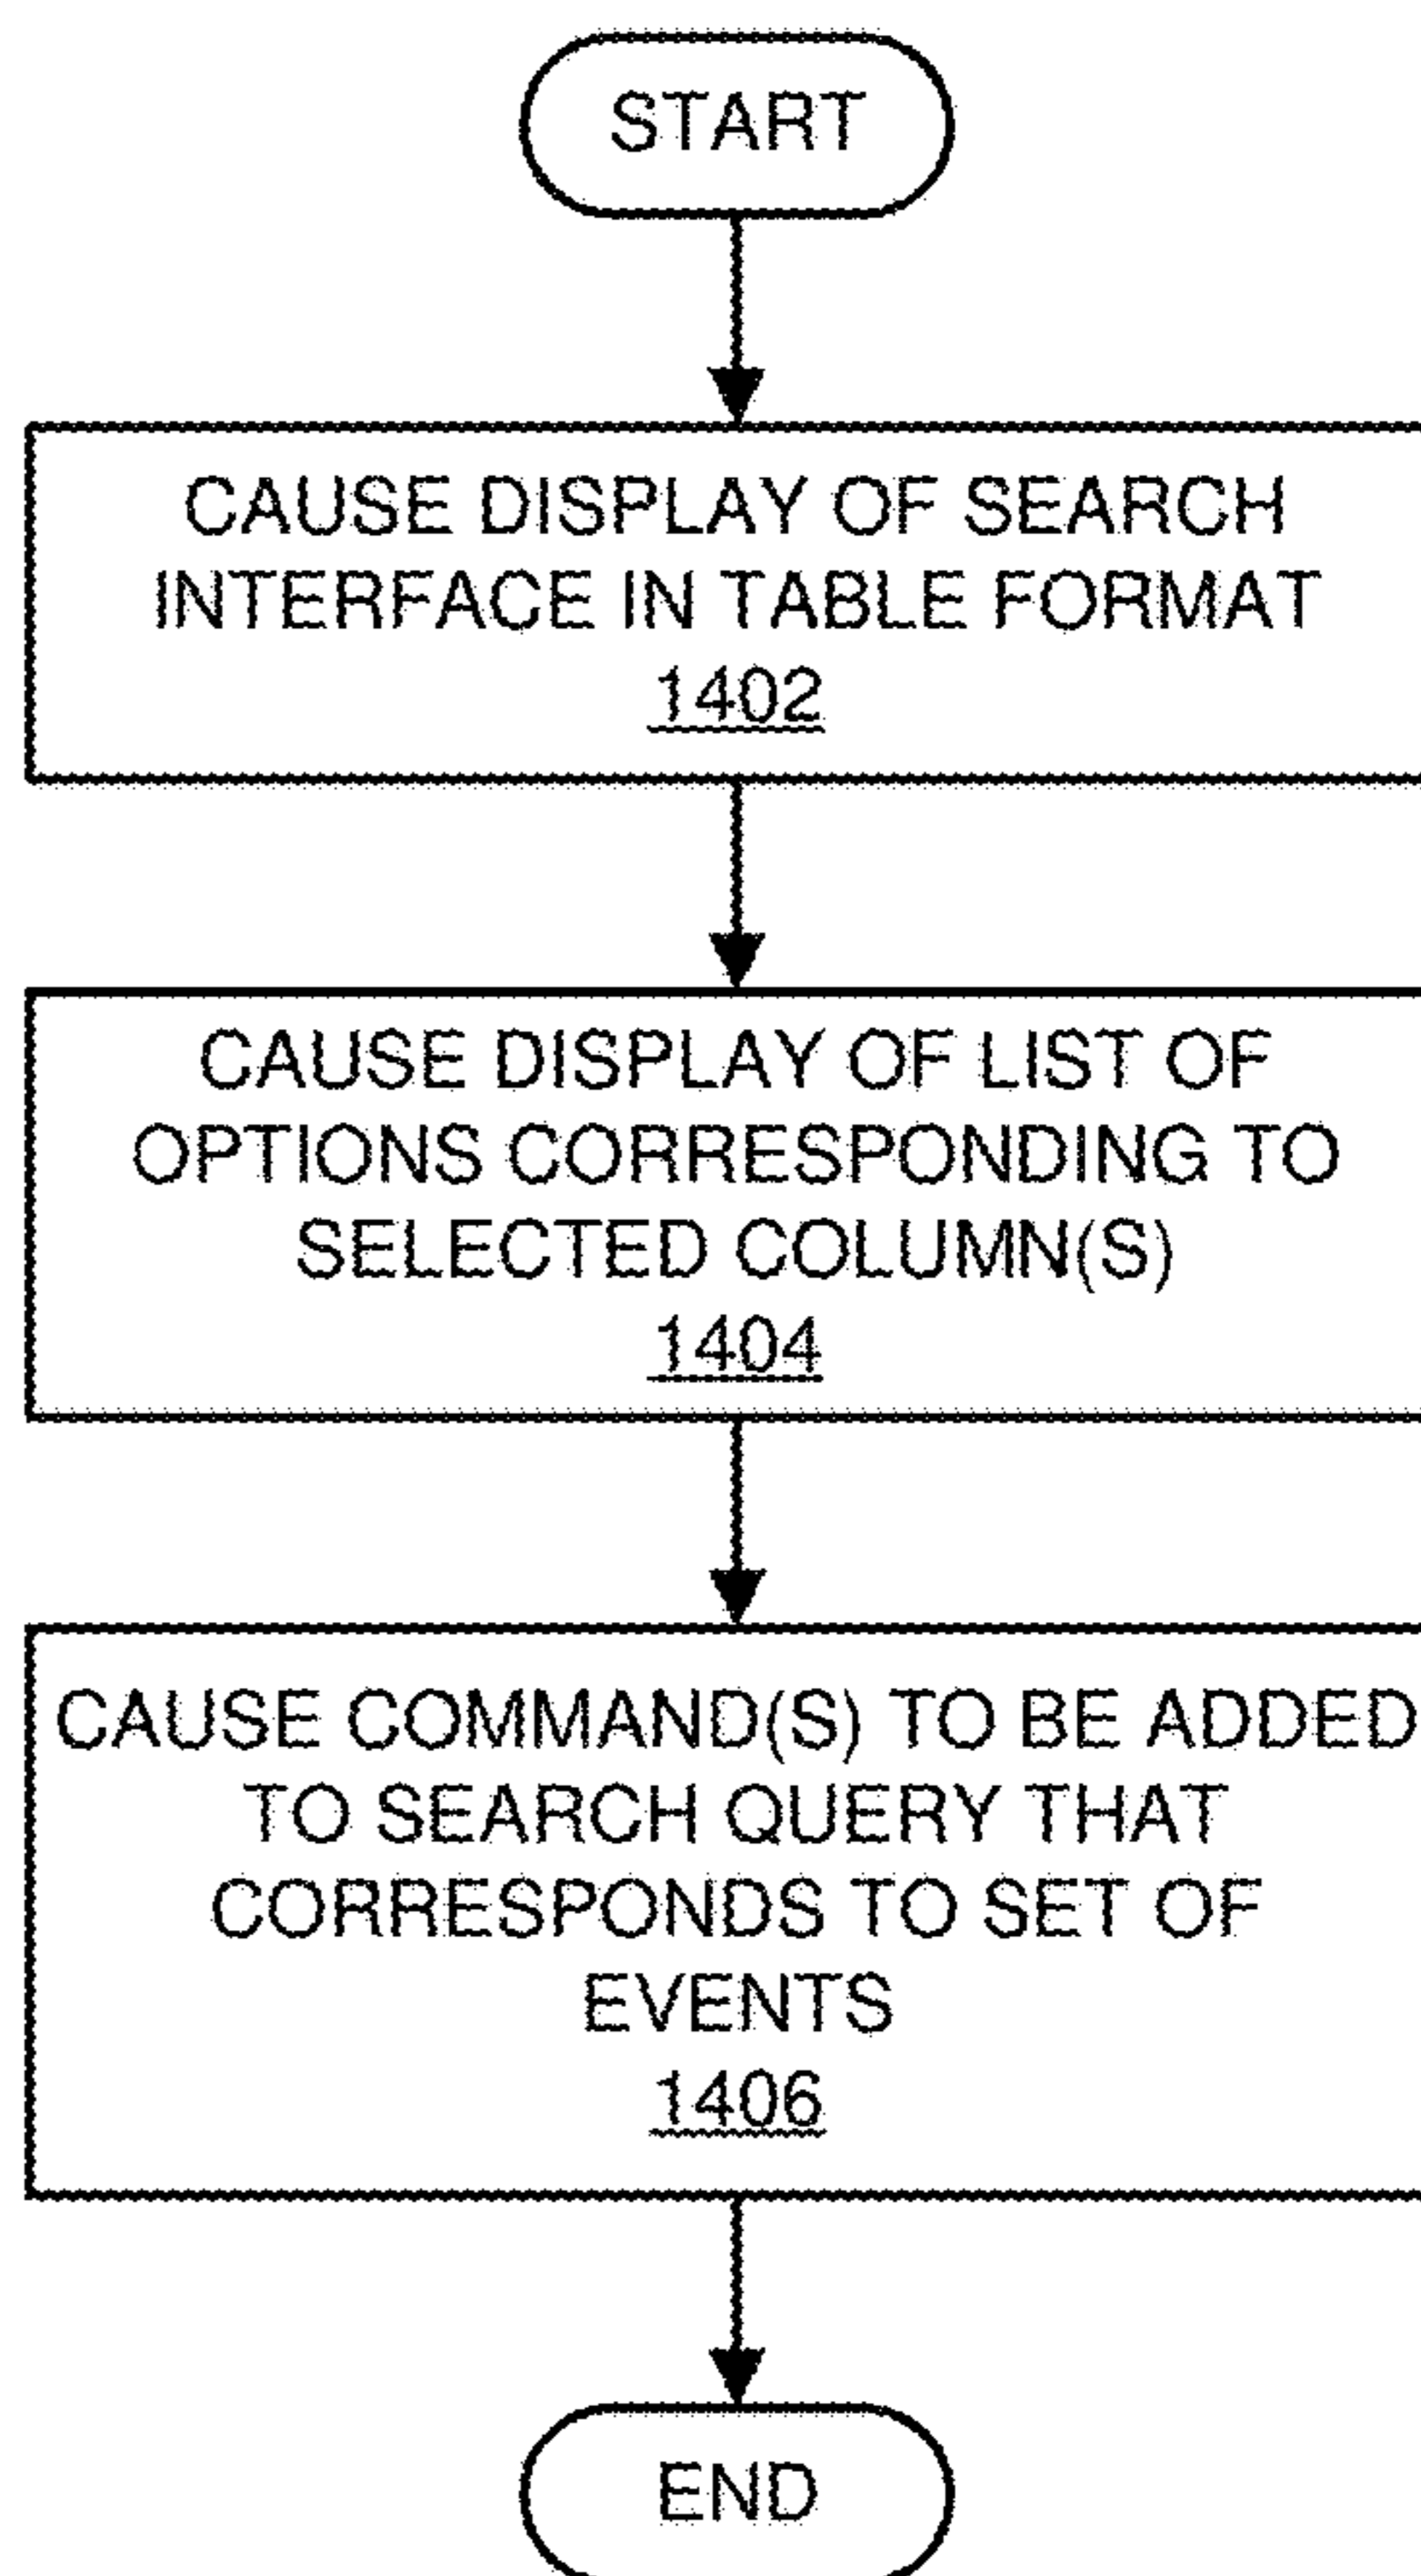 START
CAUSE DISPLAY OF SEARCH
INTERFACE IN TABLE FORMAT
1402
CAUSE DISPLAY OF LIST OF
OPTIONS CORRESPONDING TO
SELECTED COLUMN(S)
1404
CAUSE COMMAND(S) TO BE ADDED
TO SEARCH QUERY THAT
CORRESPONDS TO SET OF
EVENTS
1406
END